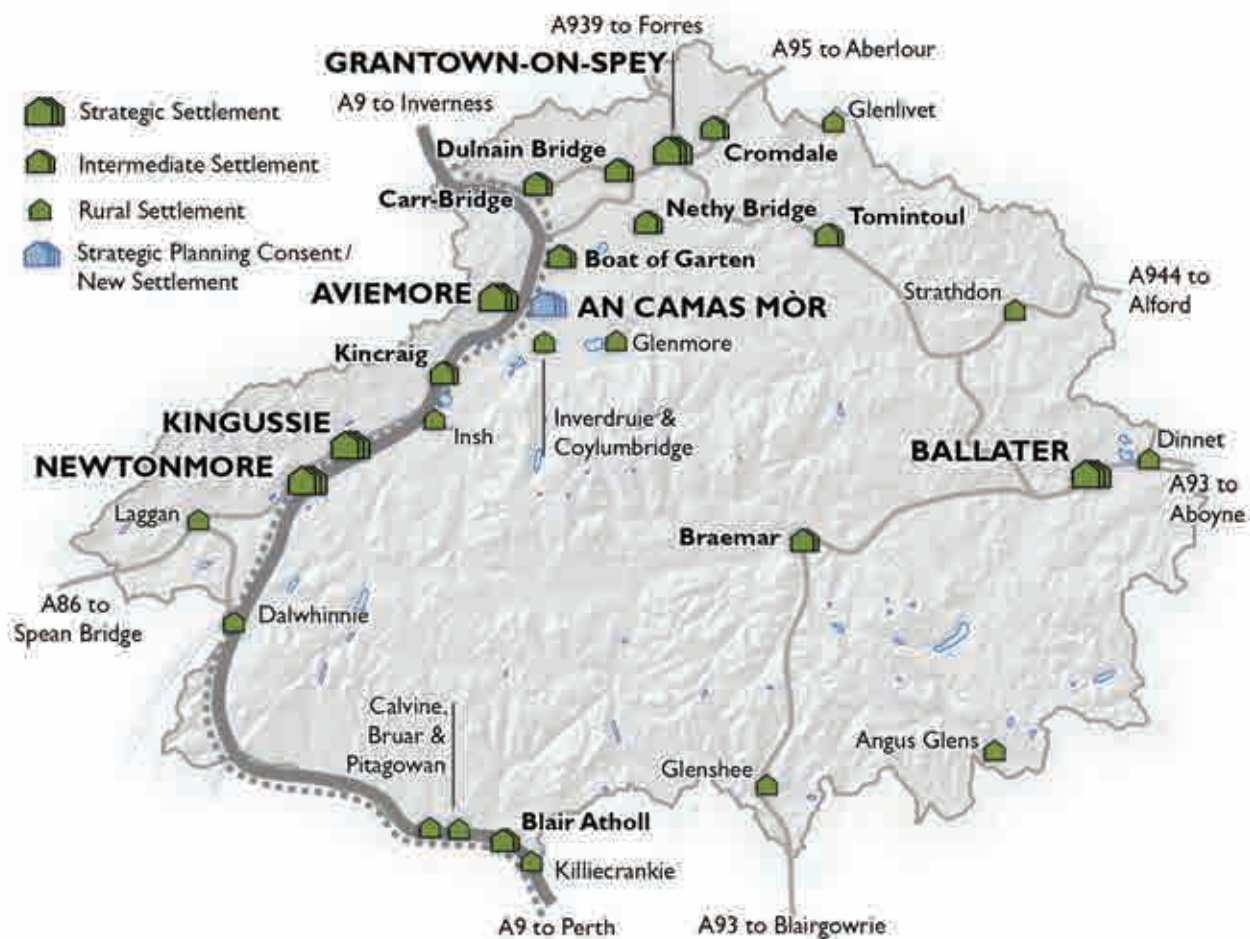 A939 to Forres
GRANTOWN-ON-SPEY
A95 to Aberlour
A9 to Inverness
Glenlivet
Strategic Settlement
Intermediate Settlement
Rural Settlement
Strategic Planning Consent /
New Settlement
Dulnain Bridge
Cromdale
Carr-Bridge
Nethy Bridge
Tomintoul
Boat of Garten
AVIEMORE
AN CAMAS MÒR
Strathdon
A944 to
Alford
Kincraig
Glenmore
KINGUSSIE
Insh
Inverdruie &
Coylumbridge
NEWTONMORE
BALLATER
Dinnet
A93 to
Aboyne
Laggan
Braemar
A86 to
Spean Bridge
Dalwhinnie
Calvine,
Bruar &
Pitagowan
Angus Glens
Glenshee
Blair Atholl
Killiecrankie
A9 to Perth
A93 to Blairgowrie